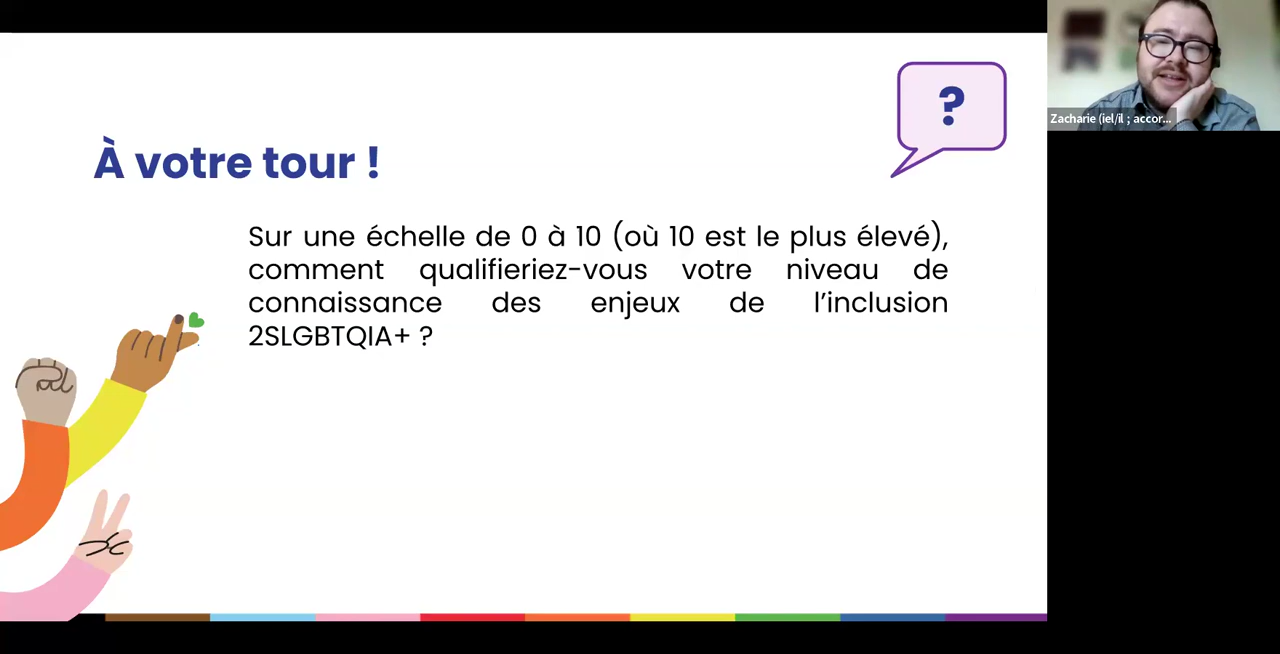 ?
À votre tour !
Sur une échelle de 0 à 10 (où 10 est le plus élevé),
comment qualifieriez-vous votre niveau de
connaissance des enjeux de l’inclusion
2SLGBTQIA+ ?
Zacharie (iel/il ; accor...